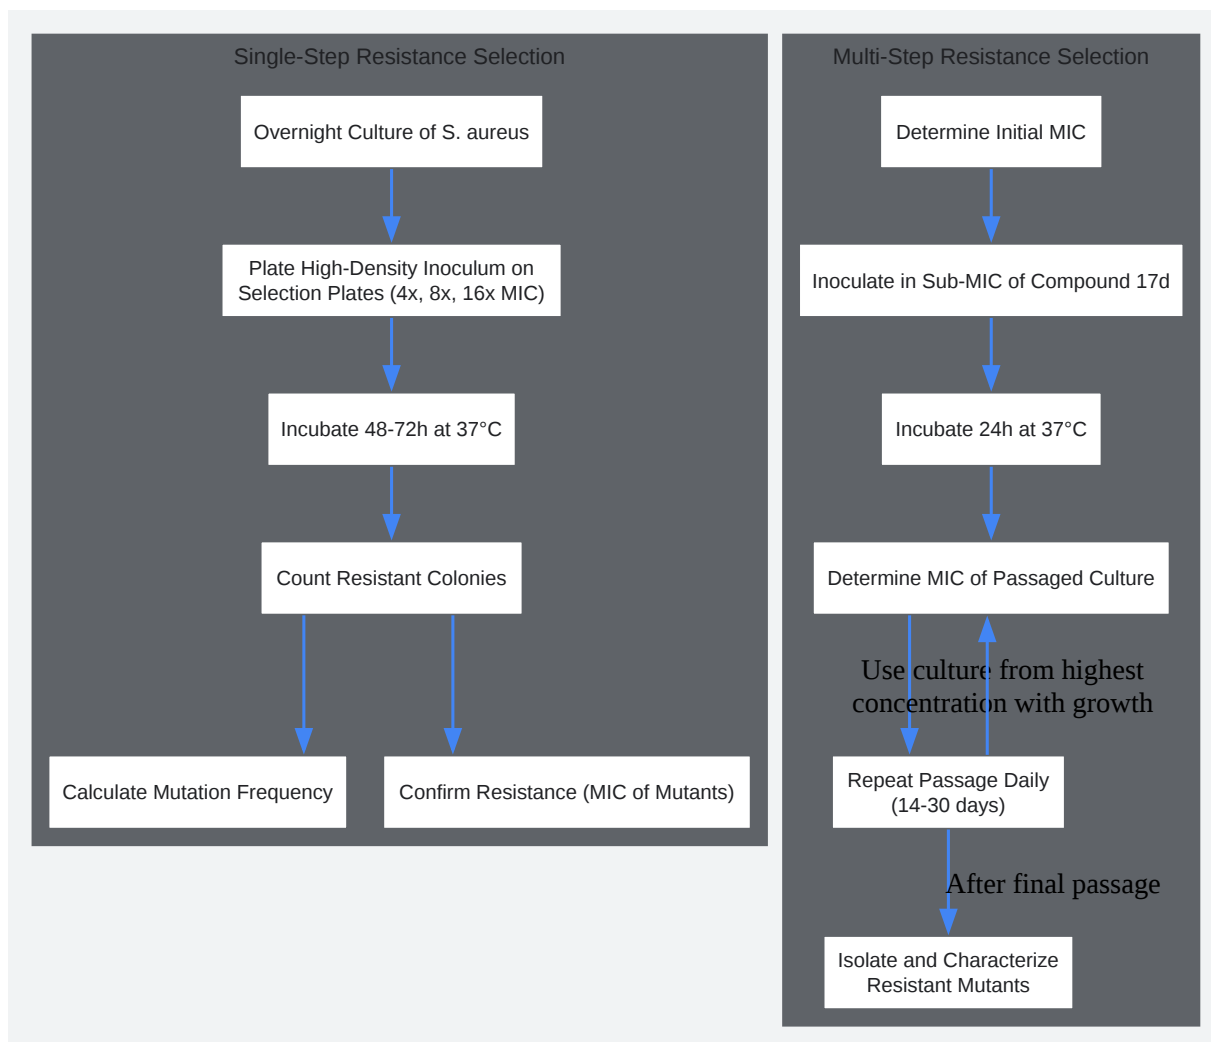 Single-Step Resistance Selection
Overnight Culture of S. aureus
Plate High-Density Inoculum on
Selection Plates (4x, 8x, 16x MIC)
Incubate 48-72h at 37°C
Count Resistant Colonies
Calculate Mutation Frequency
Confirm Resistance (MIC of Mutants)
Multi-Step Resistance Selection
Determine Initial MIC
Inoculate in Sub-MIC of Compound 17d
Incubate 24h at 37°C
Determine MIC of Passaged Culture
Use culture from highest
concentration with growth
Repeat Passage Daily
(14-30 days)
After final passage
Isolate and Characterize
Resistant Mutants